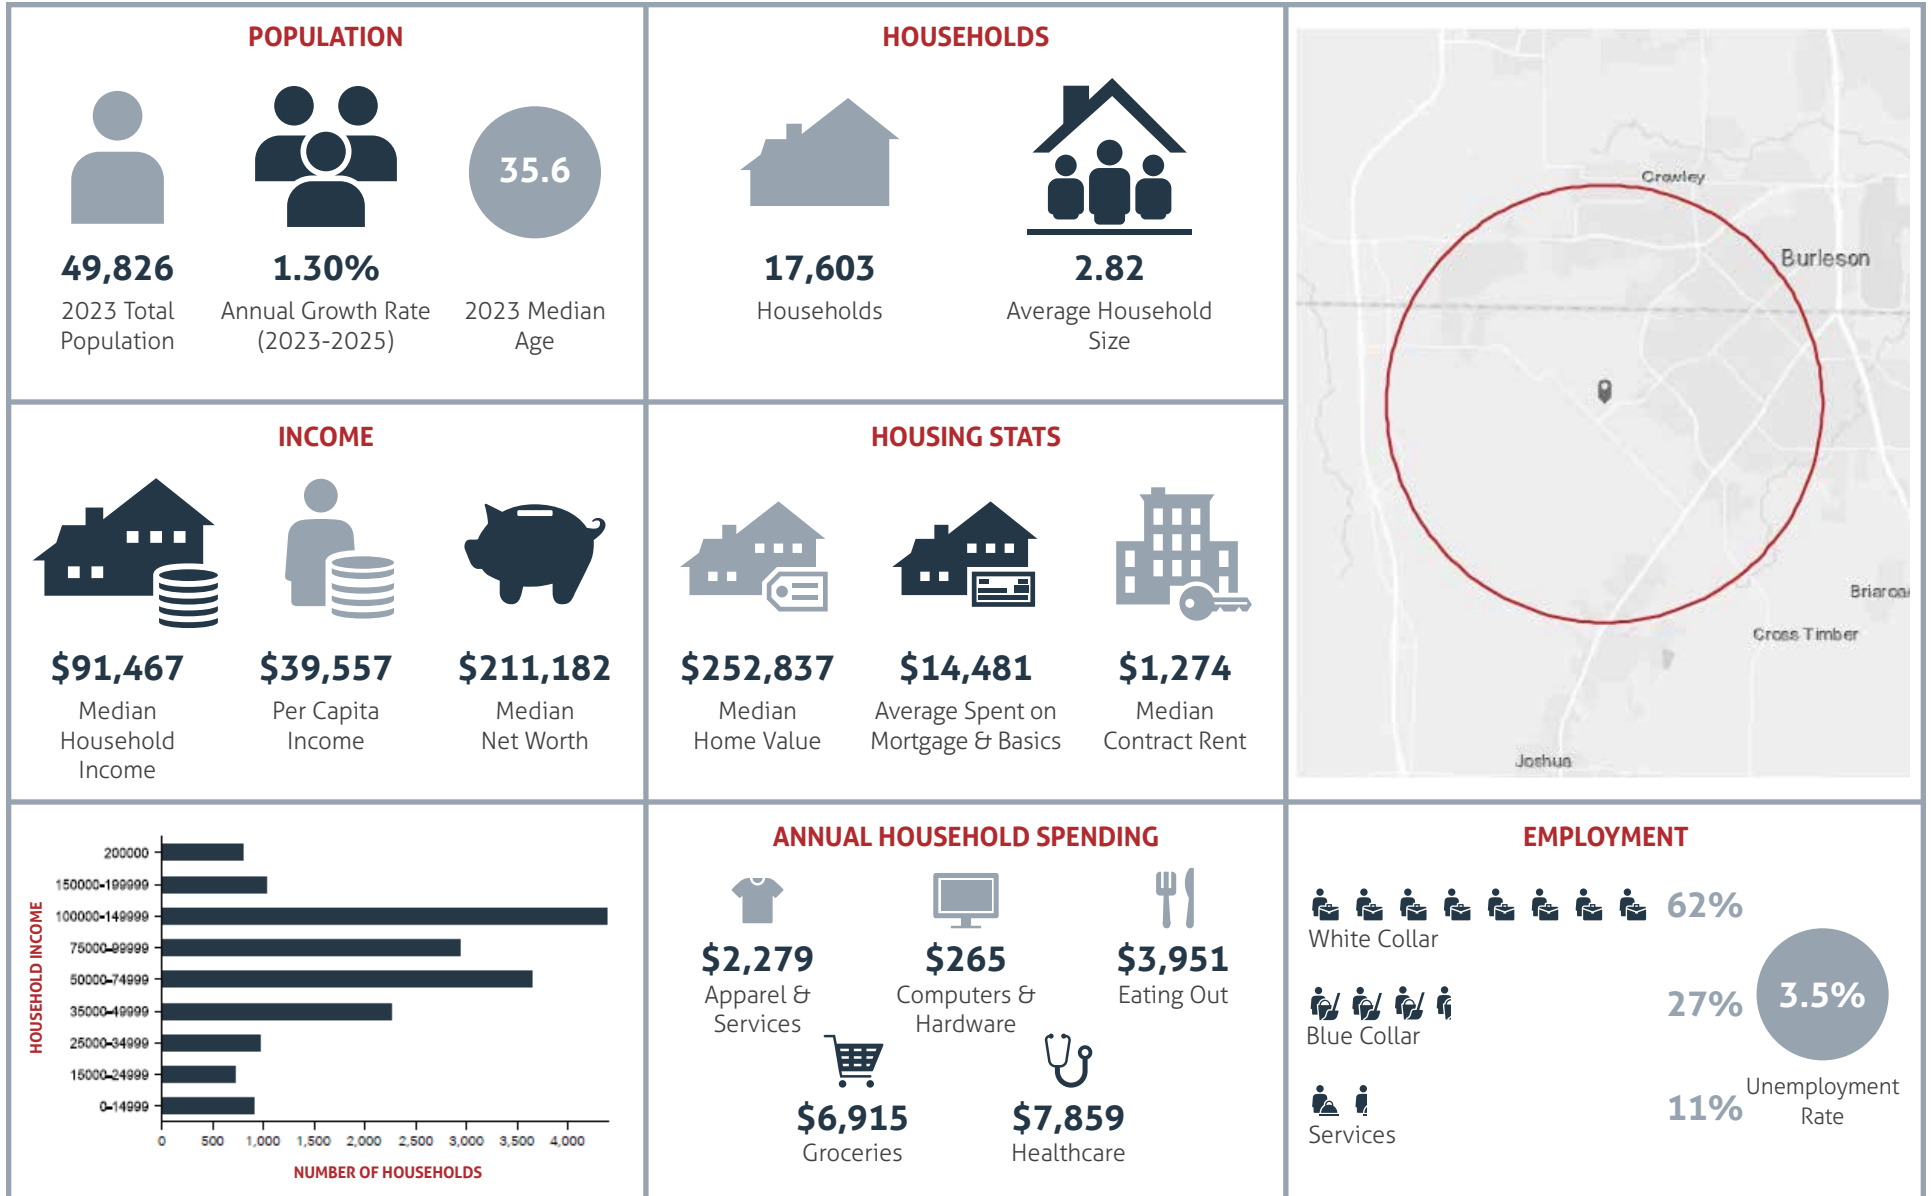 POPULATION
49,826
2023 Total
Population
1.30%
Annual Growth Rate
(2023-2025)
35.6
2023 Median
Age
HOUSEHOLDS
17,603
Households
2.82
Average Household
Size
Crowley
Burleson
Cross Timber
Joshua
INCOME
$91,467
Median
Household
Income
$39,557
Per Capita
Income
$211,182
Median
Net Worth
HOUSING STATS
$252,837
Median
Home Value
$14,481
Average Spent on
Mortgage & Basics
$1,274
Median
Contract Rent
HOUSEHOLD INCOME
200000
150000-199999
100000-149999
75000-99999
50000-74999
35000-49999
25000-34999
15000-24999
0-14999
0 500 1,000 1,500 2,000 2,500 3,000 3,500 4,000
NUMBER OF HOUSEHOLDS
ANNUAL HOUSEHOLD SPENDING
$2,279
Apparel &
Services
$265
Computers &
Hardware
$3,951
Eating Out
$6,915
Groceries
$7,859
Healthcare
EMPLOYMENT
62%
White Collar
27%
Blue Collar
11%
Services
3.5%
Unemployment
Rate